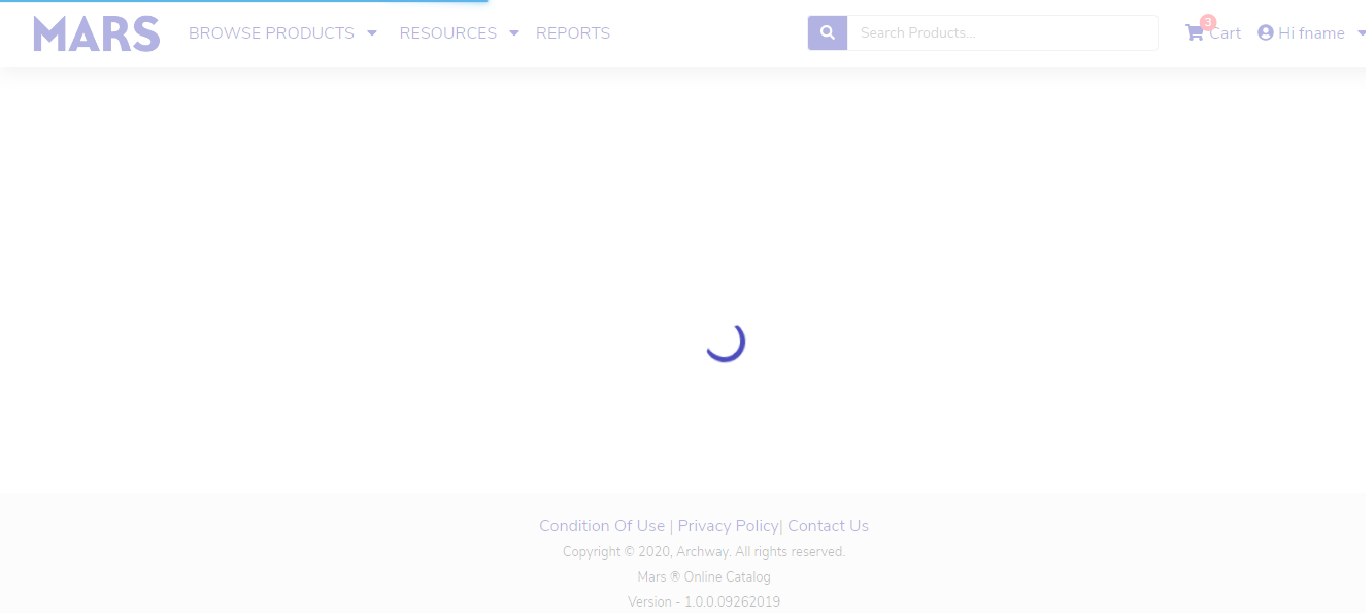 MARS BROWSE PRODUCTS RESOURCES REPORTS Search Products... 3 Cart Hi fname
Condition Of Use | Privacy Policy| Contact Us
Copyright © 2020, Archway. All rights reserved.
Mars ® Online Catalog
Version - 1.0.0.09262019